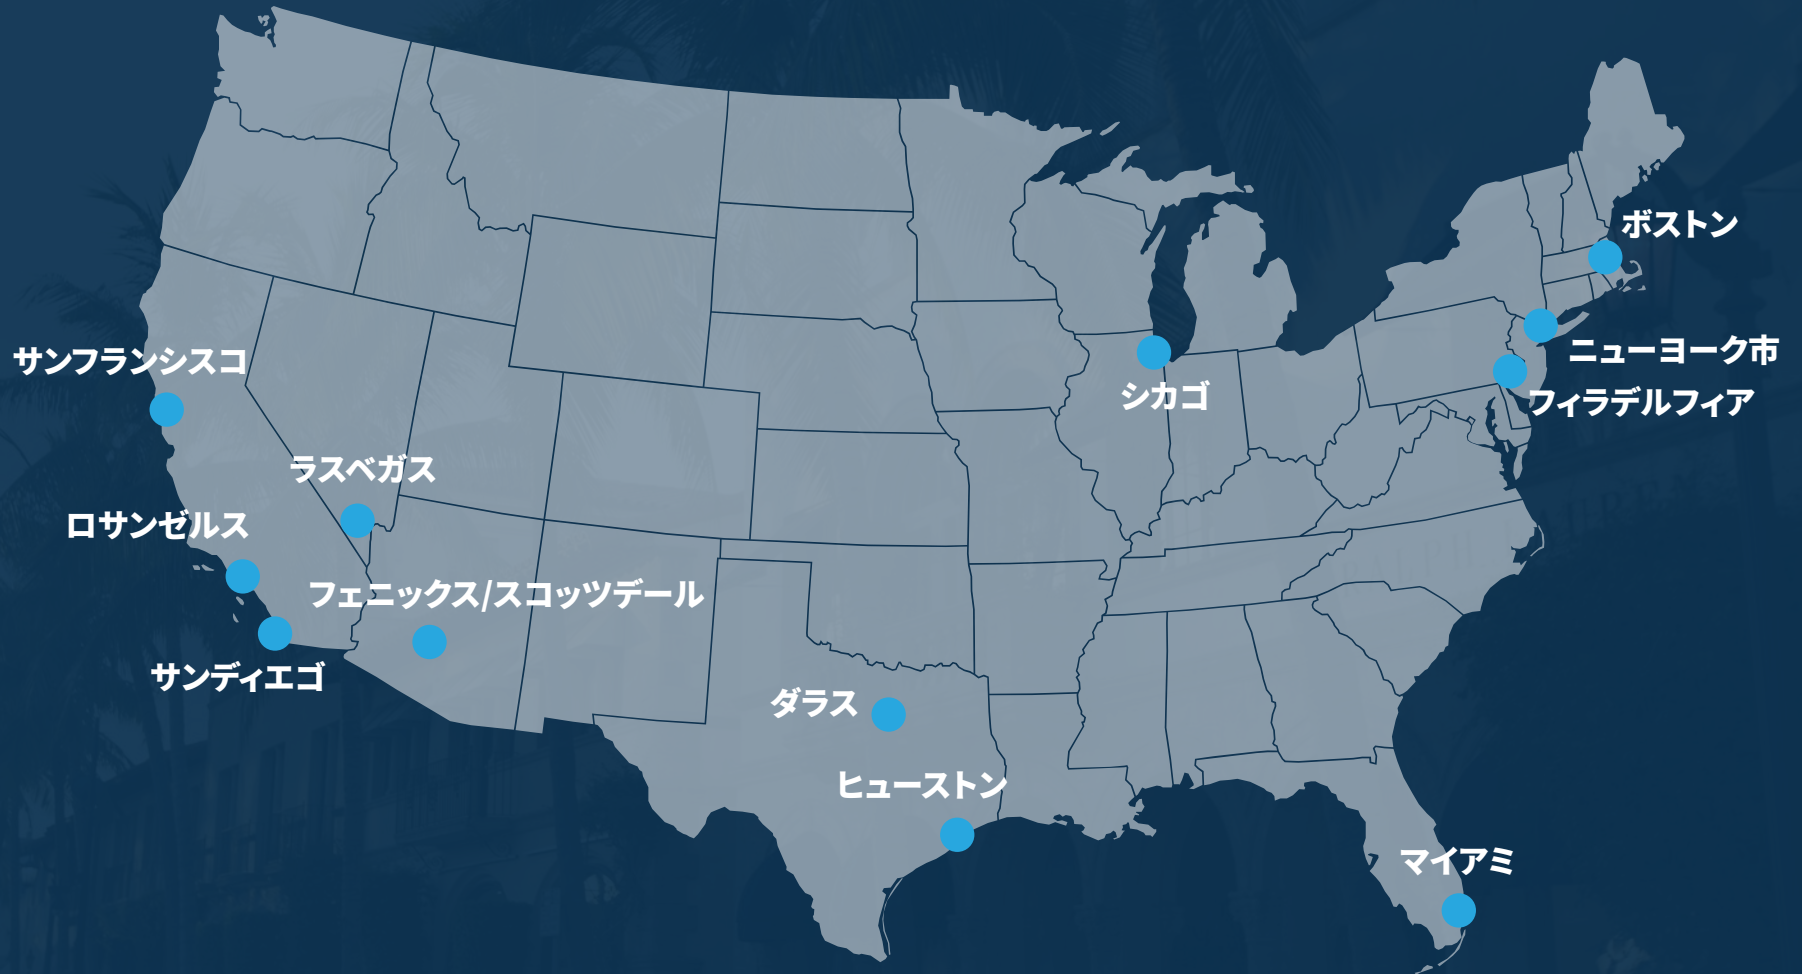 ボストン
ニューヨーク市
サンフランシスコ
シカゴ
フィラデルフィア
ラスベガス
ロサンゼルス
フェニックス/スコッツデール
サンディエゴ
ダラス
ヒューストン
マイアミ